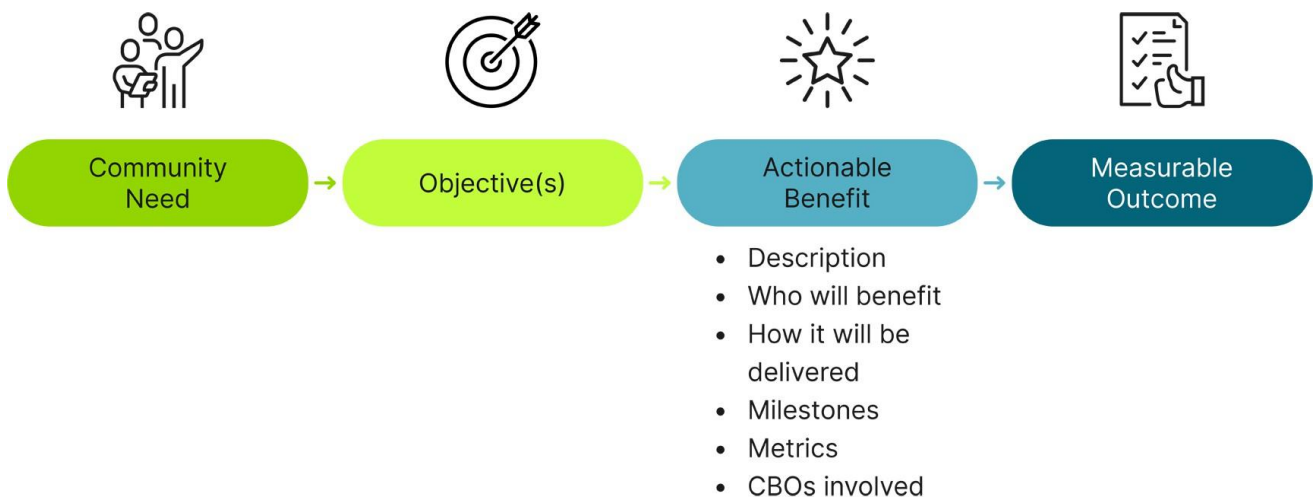 Community
Need
Objective(s)
Actionable
Benefit
Measurable
Outcome
• Description
• Who will benefit
• How it will be
delivered
• Milestones
• Metrics
• CBOs involved